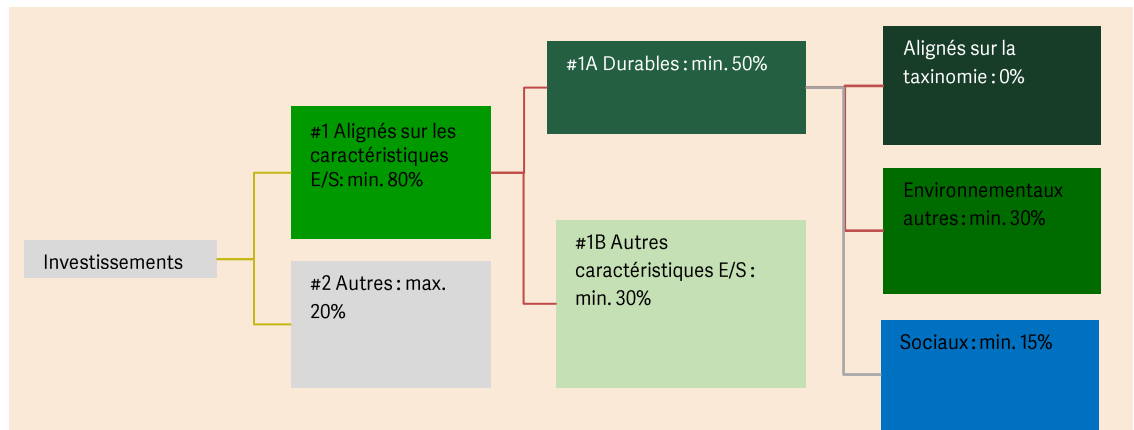 Investissements
#1 Alignés sur les
caractéristiques
E/S: min. 80%
#2 Autres : max.
20%
#1A Durables : min. 50%
#1B Autres
caractéristiques E/S :
min. 30%
Alignés sur la
taxinomie : 0%
Environnementaux
autres : min. 30%
Sociaux : min. 15%